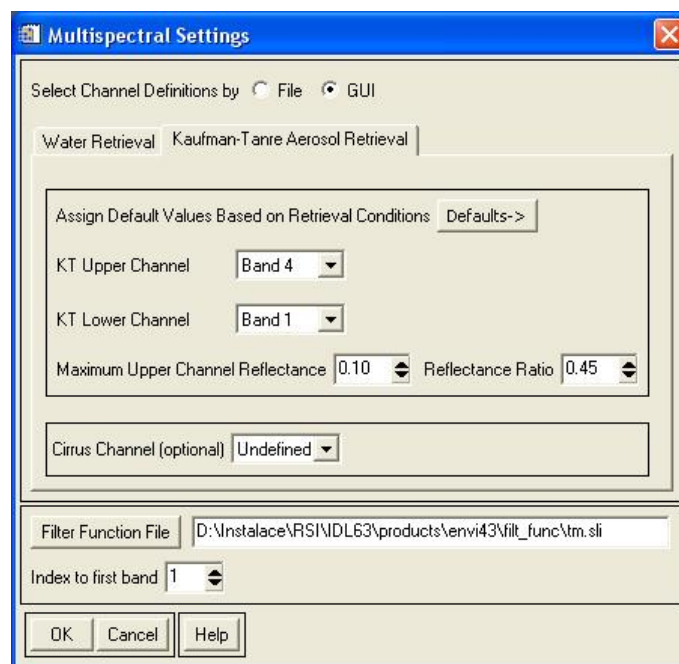 Multispectral Settings
Select Channel Definitions by File GUI
Water Retrieval Kaufman-Tanre Aerosol Retrieval
Assign Default Values Based on Retrieval Conditions Defaults->
KT Upper Channel Band 4
KT Lower Channel Band 1
Maximum Upper Channel Reflectance 0.10 Reflectance Ratio 0.45
Cirrus Channel (optional) Undefined
Filter Function File D:\Instalace\RSI\IDL63\products\envi43\filt_func\tm.sli
Index to first band 1
OK Cancel Help